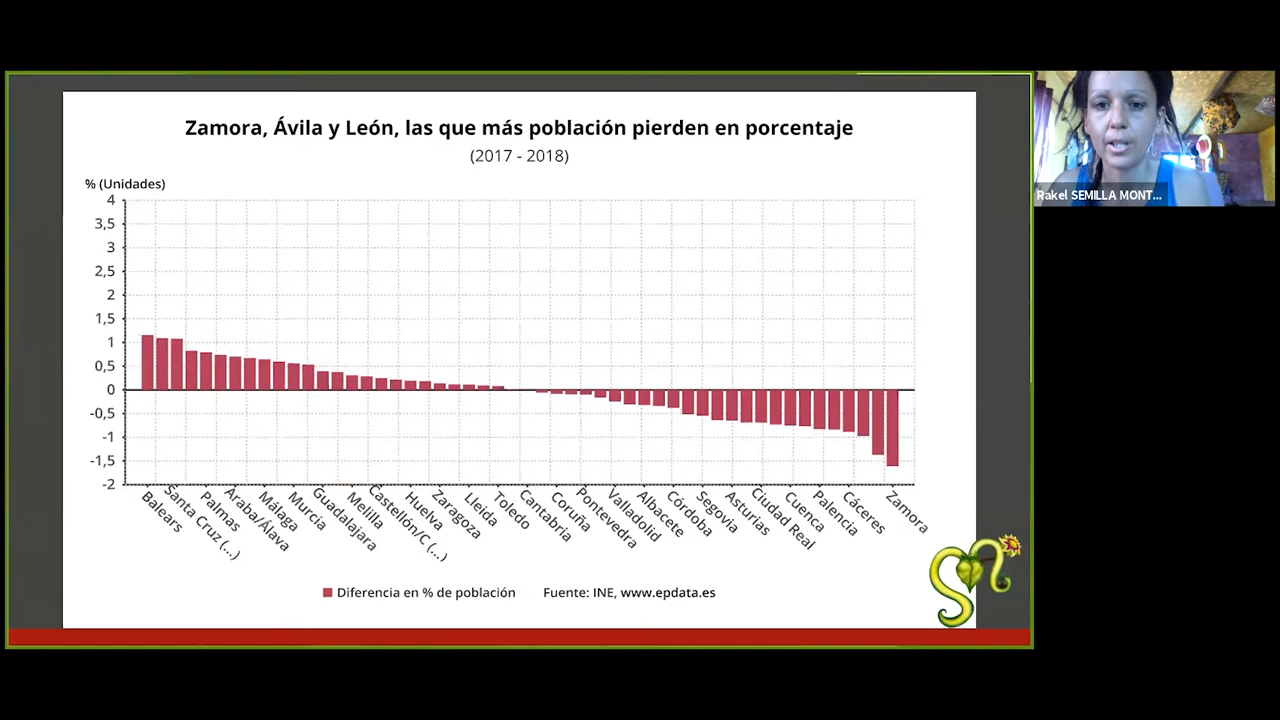 Zamora, Ávila y León, las que más población pierden en porcentaje
(2017 - 2018)
% (Unidades)
4
3,5
3
2,5
2
1,5
1
0,5
0
-0,5
-1
-1,5
-2
Balears
Santa Cruz (...)
Palmas
Araba/Álava
Málaga
Murcia
Guadalajara
Melilla
Castellón/C (...)
Huelva
Zaragoza
Lleida
Toledo
Cantabria
Coruña
Pontevedra
Valladolid
Albacete
Córdoba
Segovia
Asturias
Ciudad Real
Cuenca
Palencia
Cáceres
Zamora
Diferencia en % de población
Fuente: INE, www.epdata.es
Rakel SEMILLA MONT...